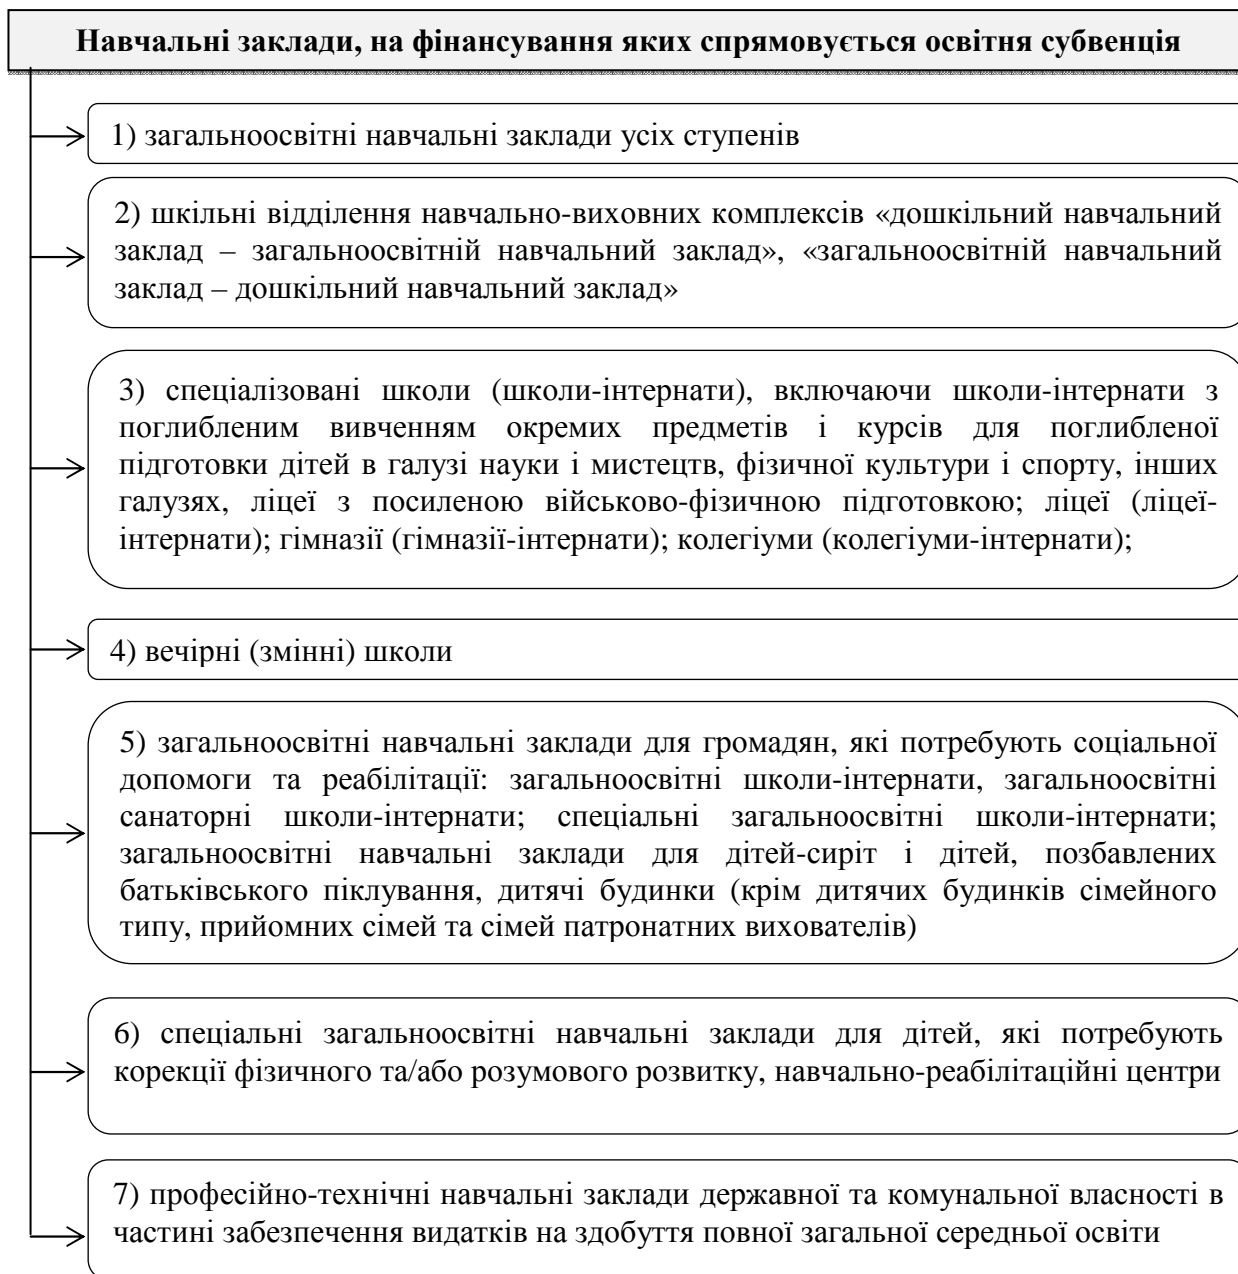 Навчальні заклади, на фінансування яких спрямовується освітня субвенція
1) загальноосвітні навчальні заклади усіх ступенів
2) шкільні відділення навчально-виховних комплексів «дошкільний навчальний
заклад – загальноосвітній навчальний заклад», «загальноосвітній навчальний
заклад – дошкільний навчальний заклад»
3) спеціалізовані школи (школи-інтернати), включаючи школи-інтернати з
поглибленим вивченням окремих предметів і курсів для поглибленої
підготовки дітей в галузі науки і мистецтв, фізичної культури і спорту, інших
галузях, ліцеї з посиленою військово-фізичною підготовкою; ліцеї (ліцеї-
інтернати); гімназії (гімназії-інтернати); колегіуми (колегіуми-інтернати);
4) вечірні (змінні) школи
5) загальноосвітні навчальні заклади для громадян, які потребують соціальної
допомоги та реабілітації: загальноосвітні школи-інтернати, загальноосвітні
санаторні школи-інтернати; спеціальні загальноосвітні школи-інтернати;
загальноосвітні навчальні заклади для дітей-сиріт і дітей, позбавлених
батьківського піклування, дитячі будинки (крім дитячих будинків сімейного
типу, прийомних сімей та сімей патронатних вихователів)
6) спеціальні загальноосвітні навчальні заклади для дітей, які потребують
корекції фізичного та/або розумового розвитку, навчально-реабілітаційні центри
7) професійно-технічні навчальні заклади державної та комунальної власності в
частині забезпечення видатків на здобуття повної загальної середньої освіти